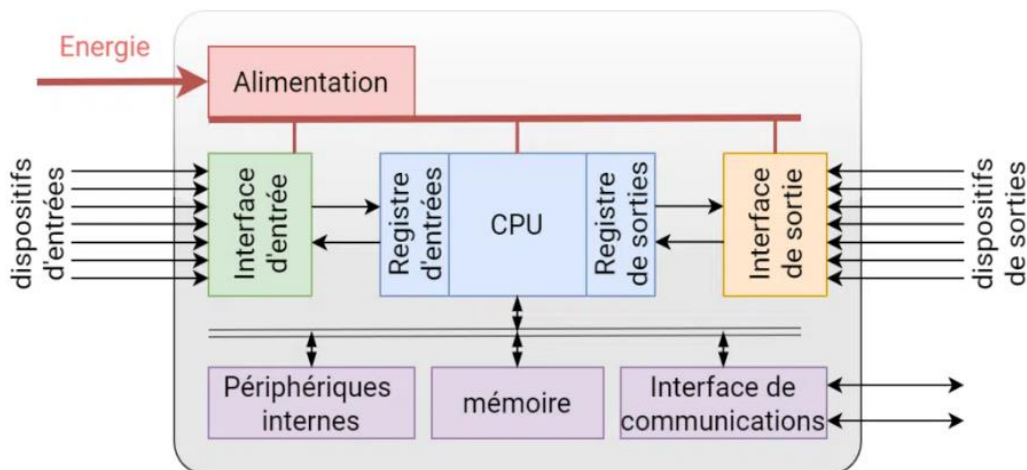 Energie
Alimentation
dispositifs
d'entrées
Interface
d'entrée
Registre
d'entrées
CPU
Registre
de sorties
Interface
de sortie
dispositifs
de sorties
Périphériques
internes
mémoire
Interface de
communications